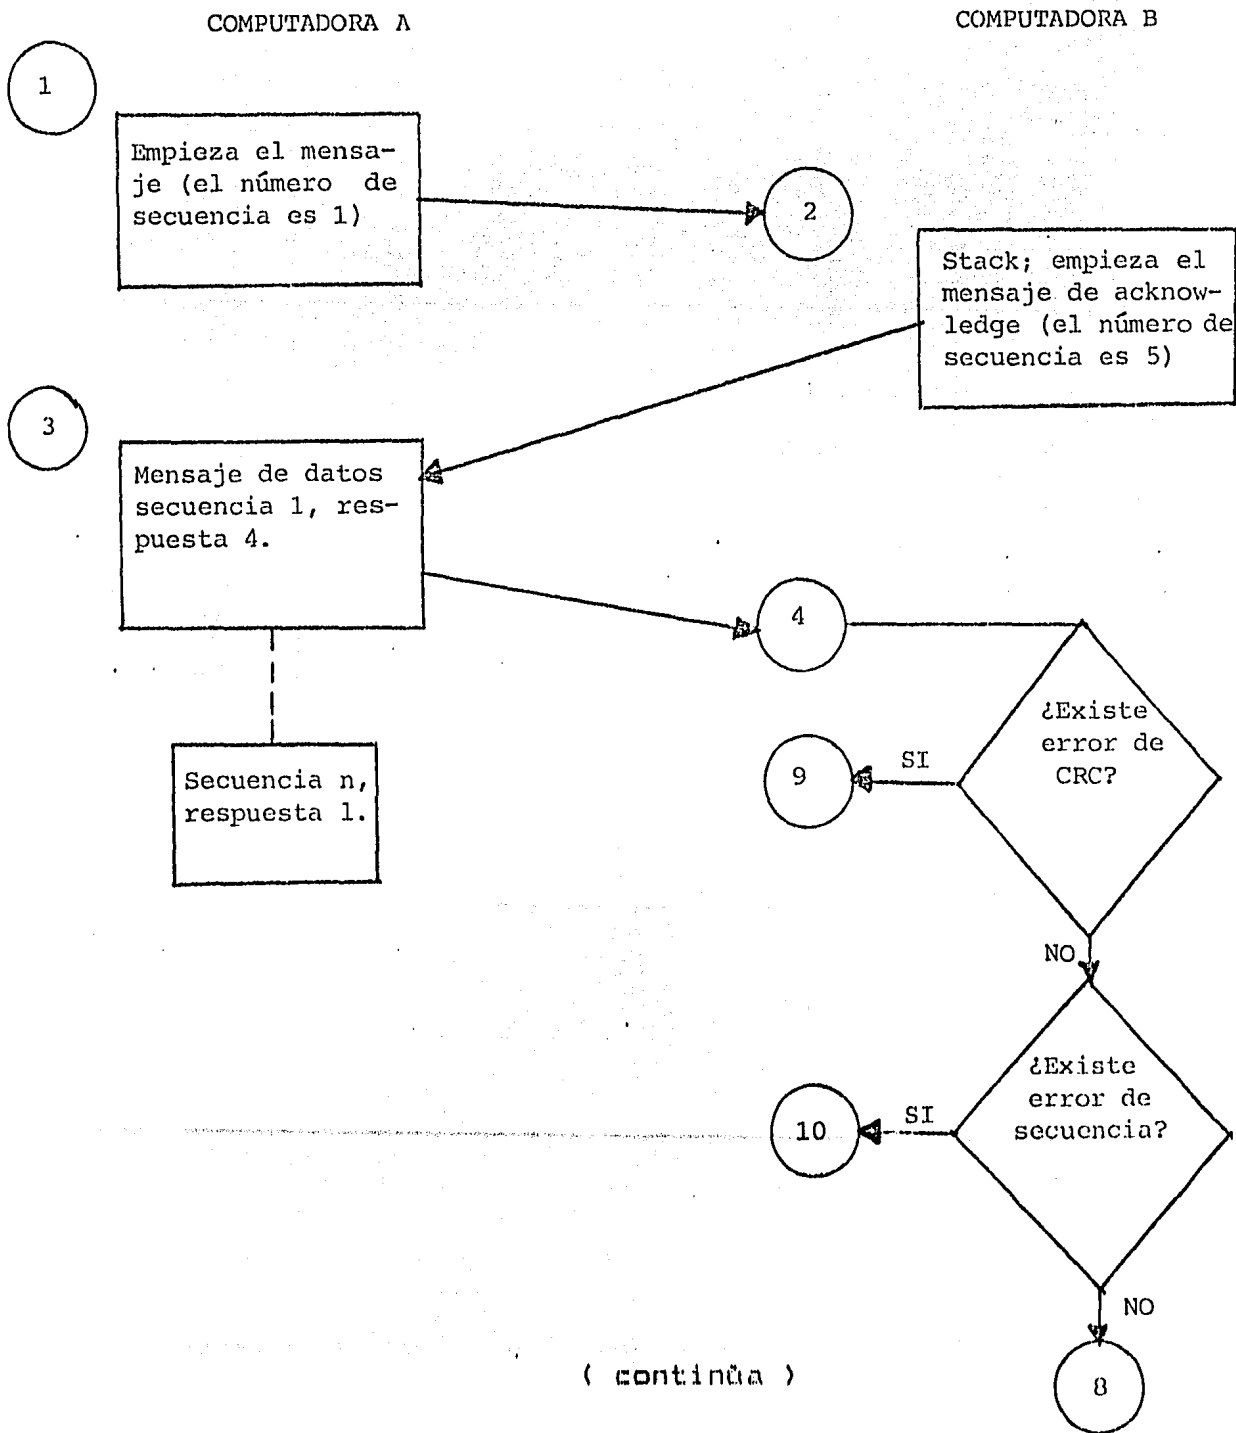 COMPUTADORA A
COMPUTADORA B
1
Empieza el mensa-
je (el número de
secuencia es 1)
2
Stack; empieza el
mensaje de acknow-
ledge (el número de
secuencia es 5)
3
Mensaje de datos
secuencia 1, res-
puesta 4.
4
¿Existe
error de
CRC?
SI
9
Secuencia n,
respuesta 1.
NO
¿Existe
error de
secuencia?
SI
10
NO
8
( continúa )